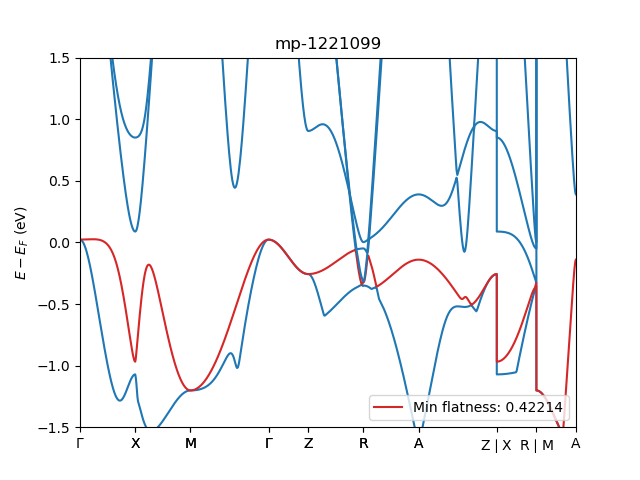 mp-1221099
1.5
1.0
0.5
0.0
−0.5
−1.0
−1.5
E − E_F (eV)
Min flatness: 0.42214
Γ X M Γ Z R A Z | X R | M A